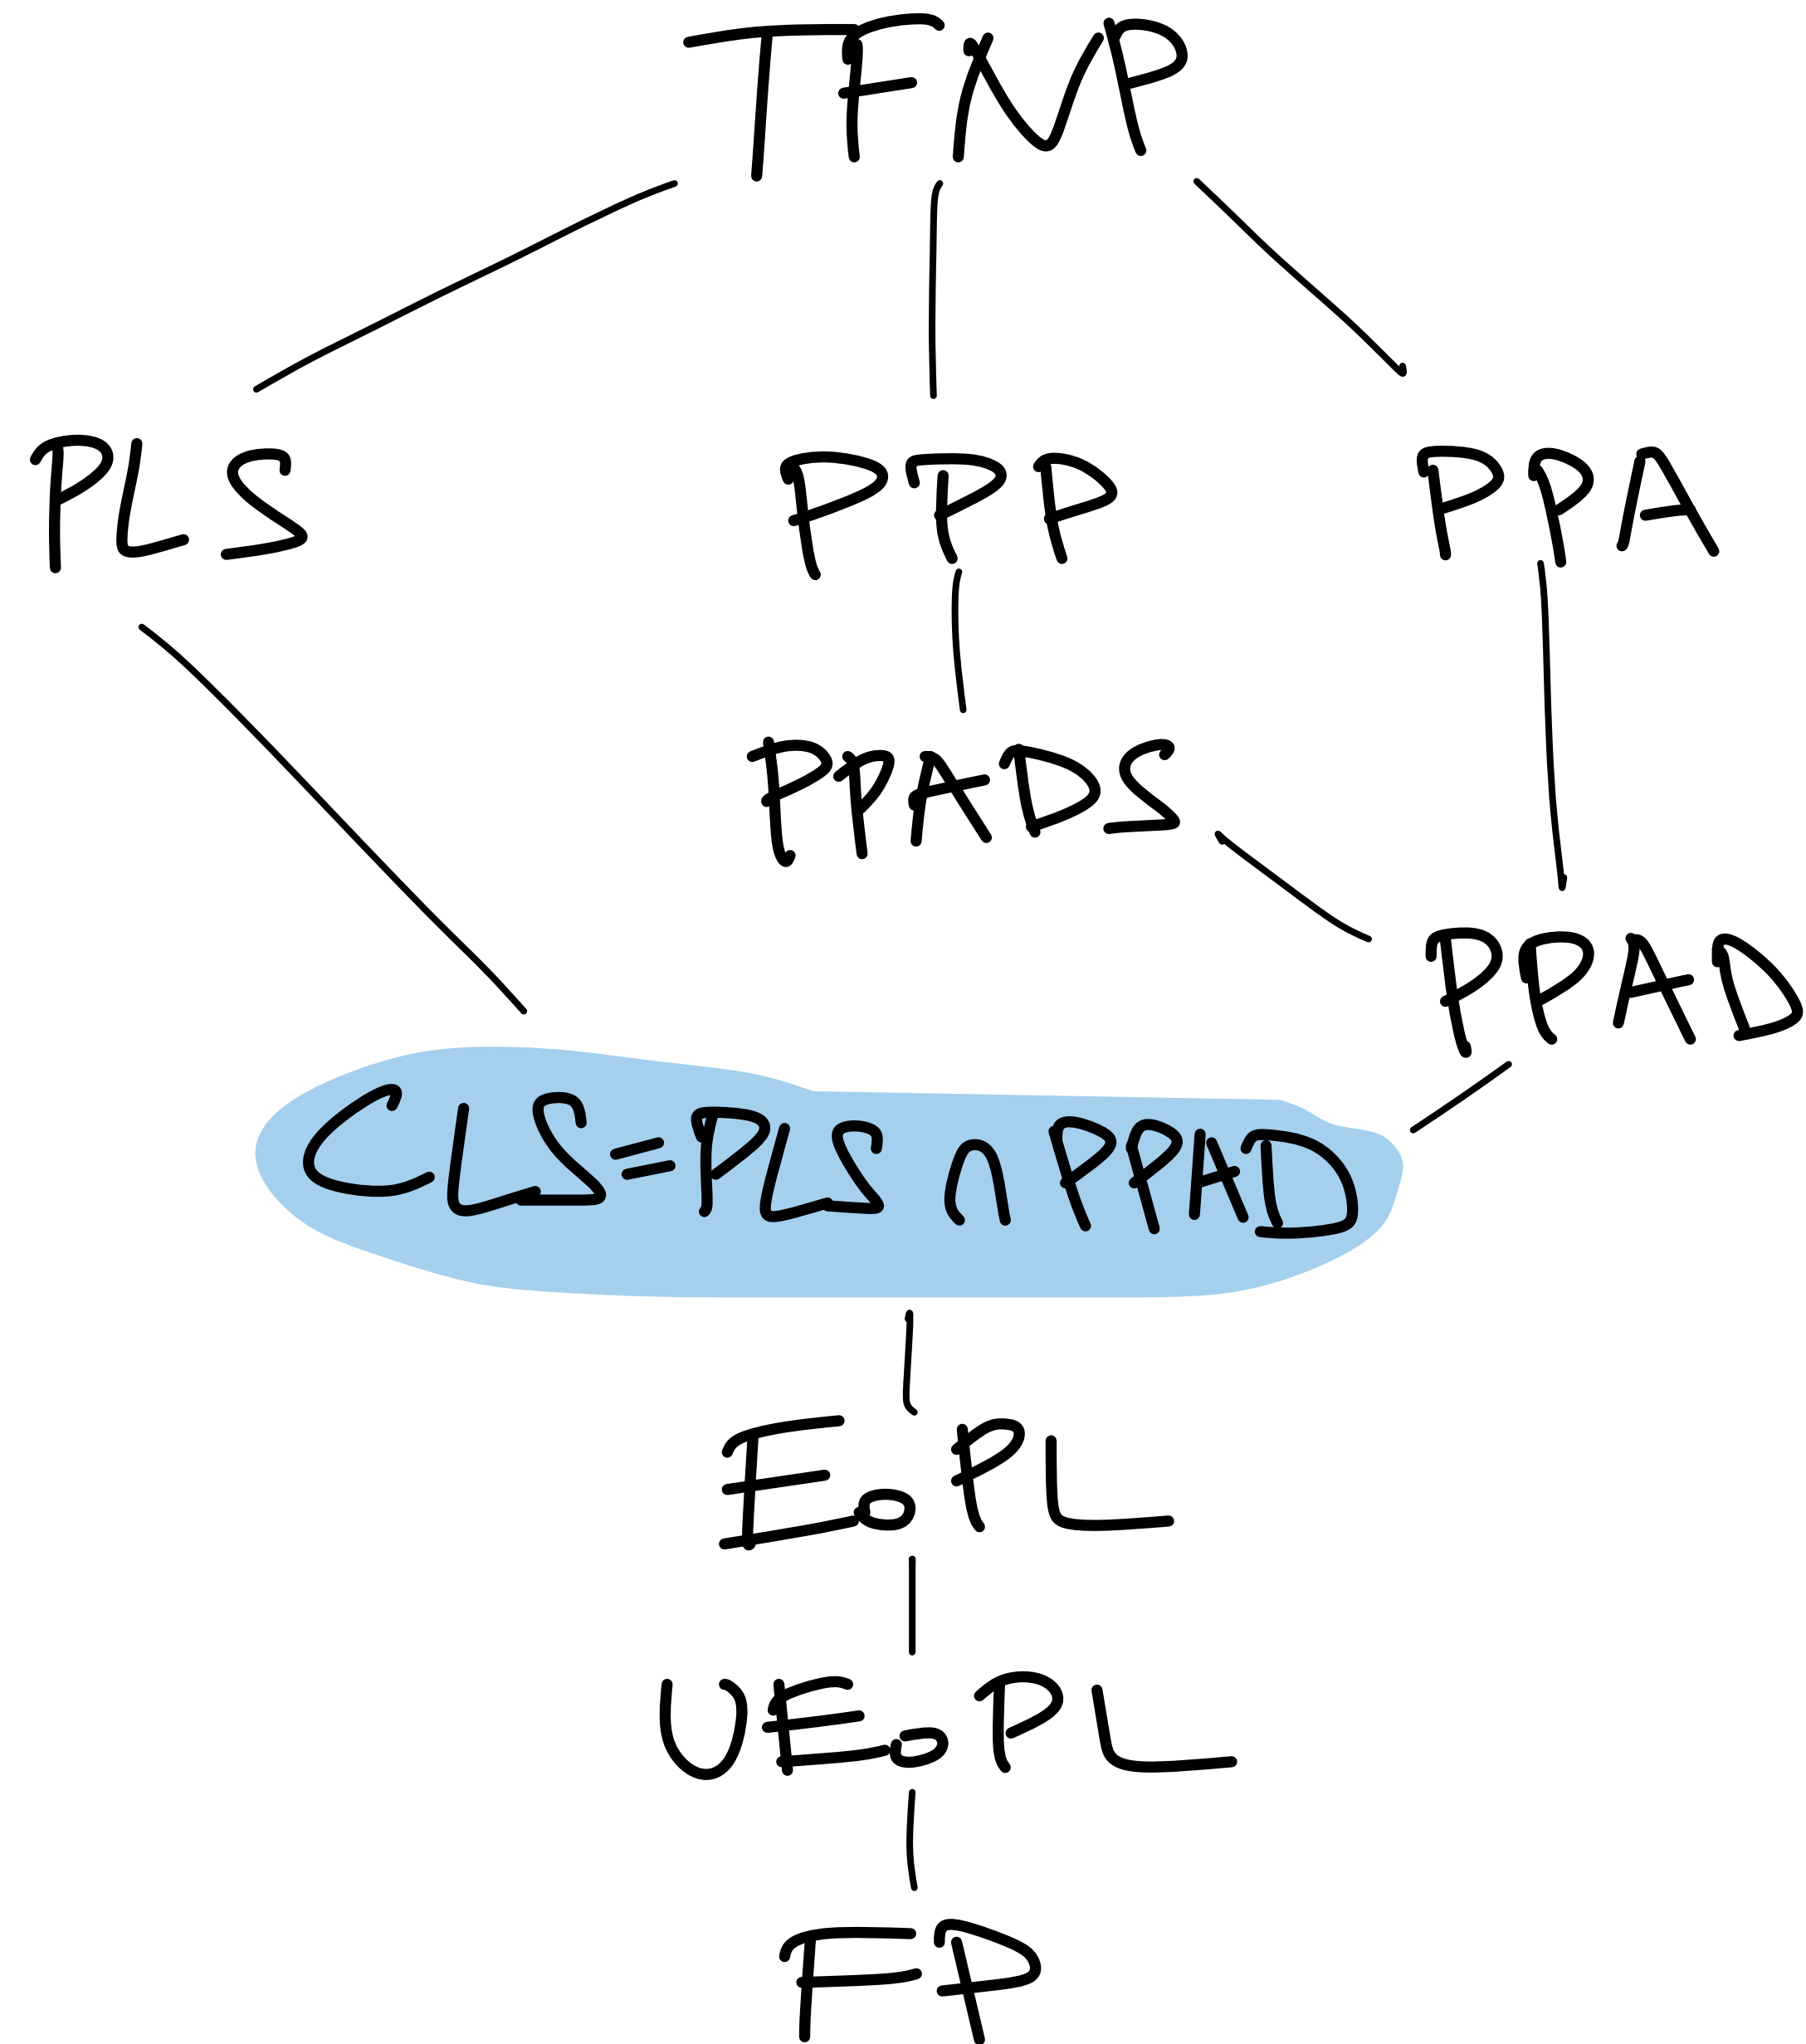 TFNP
PLS PPP PPA
PPADS
PPAD
CLS=PLS ∩ PPAD
EoPL
UEoPL
FP